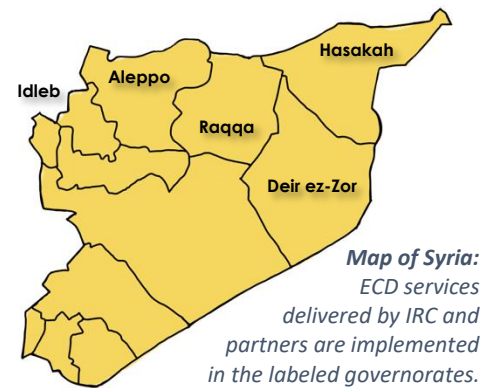 Hasakah
Aleppo
Idleb
Raqqa
Deir ez-Zor
Map of Syria:
ECD services
delivered by IRC and
partners are implemented
in the labeled governorates.